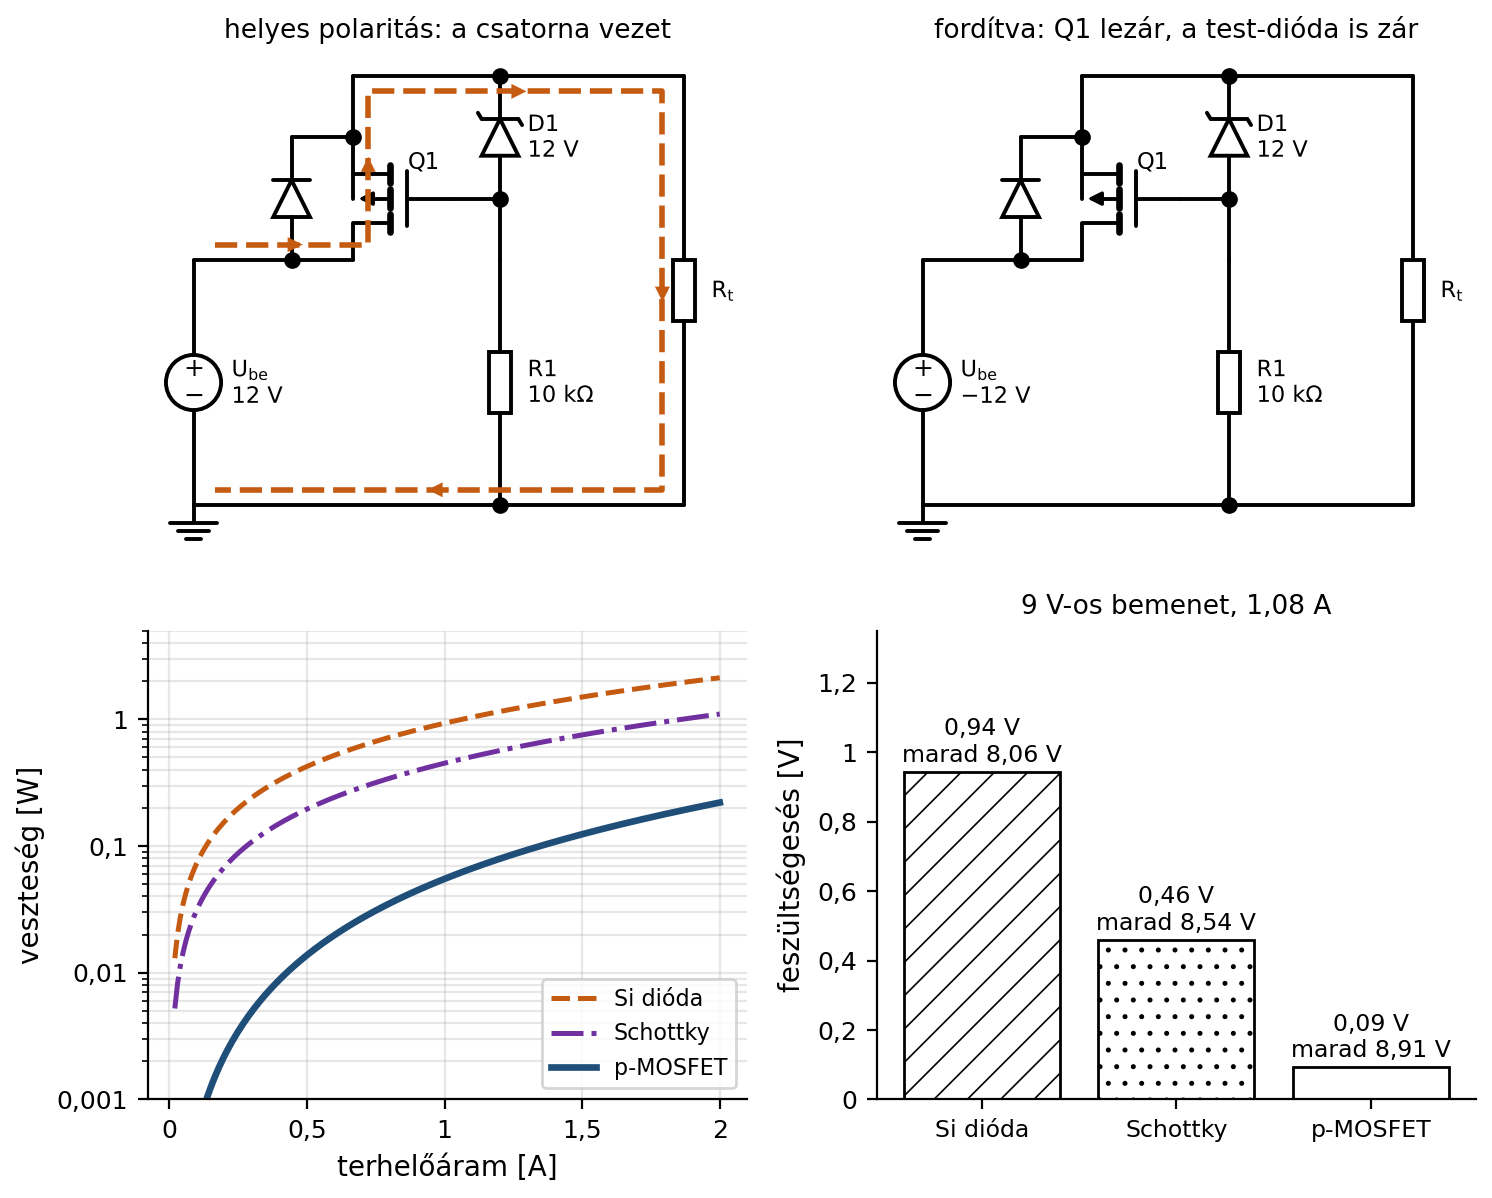 helyes polaritás: a csatorna vezet
D1
12 V
Q1
Rt
+
−
Ube
12 V
R1
10 kΩ
fordítva: Q1 lezár, a test-dióda is zár
D1
12 V
Q1
Rt
+
−
Ube
−12 V
R1
10 kΩ
veszteség [W]
1
0,1
0,01
0,001
0
0,5
1
1,5
2
terhelőáram [A]
Si dióda
Schottky
p-MOSFET
9 V-os bemenet, 1,08 A
feszültségesés [V]
1,2
1
0,8
0,6
0,4
0,2
0
0,94 V
marad 8,06 V
0,46 V
marad 8,54 V
0,09 V
marad 8,91 V
Si dióda
Schottky
p-MOSFET